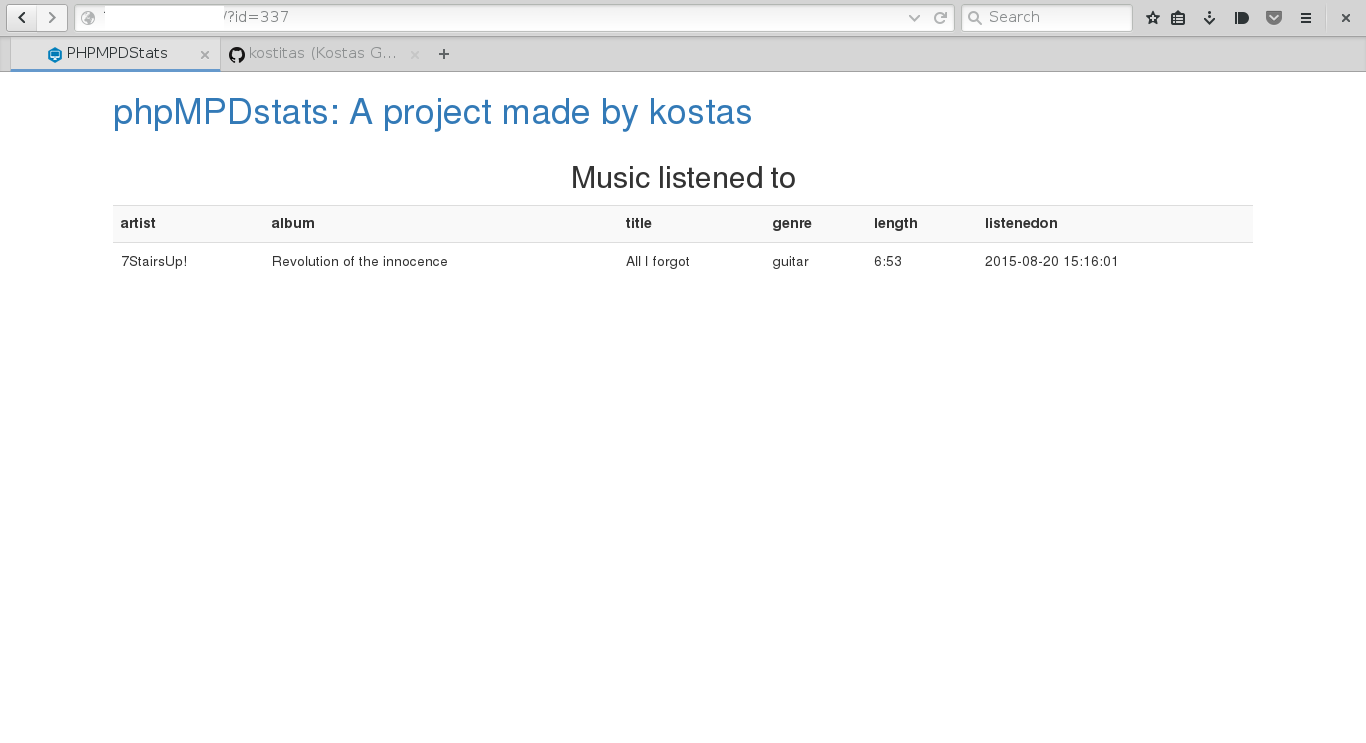 /?id=337
Search
PHPMPDStats
kostitas (Kostas G...
phpMPDstats: A project made by kostas
Music listened to
artist album title genre length listenedon
7StairsUp! Revolution of the innocence All I forgot guitar 6:53 2015-08-20 15:16:01